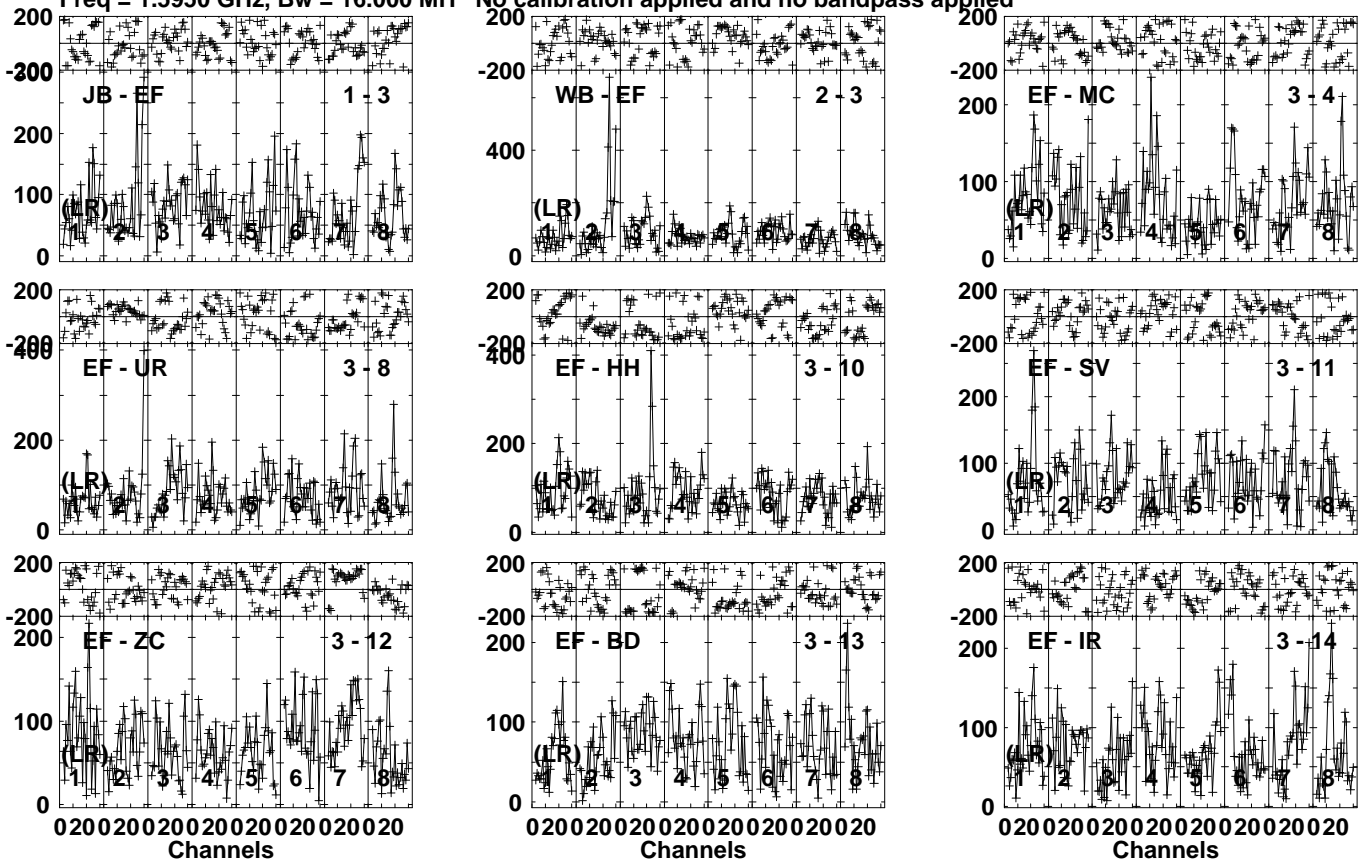 Freq = 1.5950 GHz, Bw = 16.000 MH No calibration applied and no bandpass applied
200
-200
300
200
100
0
JB - EF 1 - 3
(LR)
1 2 3 4 5 6 7 8
200
-200
400
200
0
WB - EF 2 - 3
(LR)
1 2 3 4 5 6 7 8
200
-200
200
100
0
EF - MC 3 - 4
(LR)
1 2 3 4 5 6 7 8
200
-200
400
200
0
EF - UR 3 - 8
(LR)
1 2 3 4 5 6 7 8
200
-200
400
200
0
EF - HH 3 - 10
(LR)
1 2 3 4 5 6 7 8
200
-200
200
100
0
EF - SV 3 - 11
(LR)
1 2 3 4 5 6 7 8
200
-200
200
100
0
EF - ZC 3 - 12
(LR)
1 2 3 4 5 6 7 8
0 20 0 20 0 20 0 20 0 20 0 20 0 20 0 20
Channels
200
-200
200
100
0
EF - BD 3 - 13
(LR)
1 2 3 4 5 6 7 8
0 20 0 20 0 20 0 20 0 20 0 20 0 20 0 20
Channels
200
-200
200
100
0
EF - IR 3 - 14
(LR)
1 2 3 4 5 6 7 8
0 20 0 20 0 20 0 20 0 20 0 20 0 20 0 20
Channels